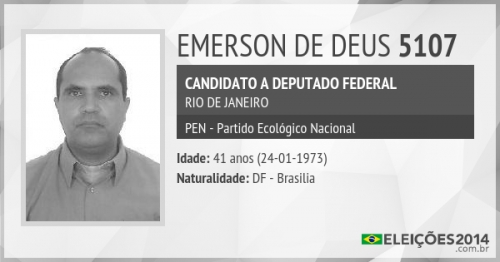 EMERSON DE DEUS 5107
CANDIDATO A DEPUTADO FEDERAL
RIO DE JANEIRO
PEN - Partido Ecológico Nacional
Idade: 41 anos (24-01-1973)
Naturalidade: DF - Brasilia
ELEIÇÕES2014
.com.br